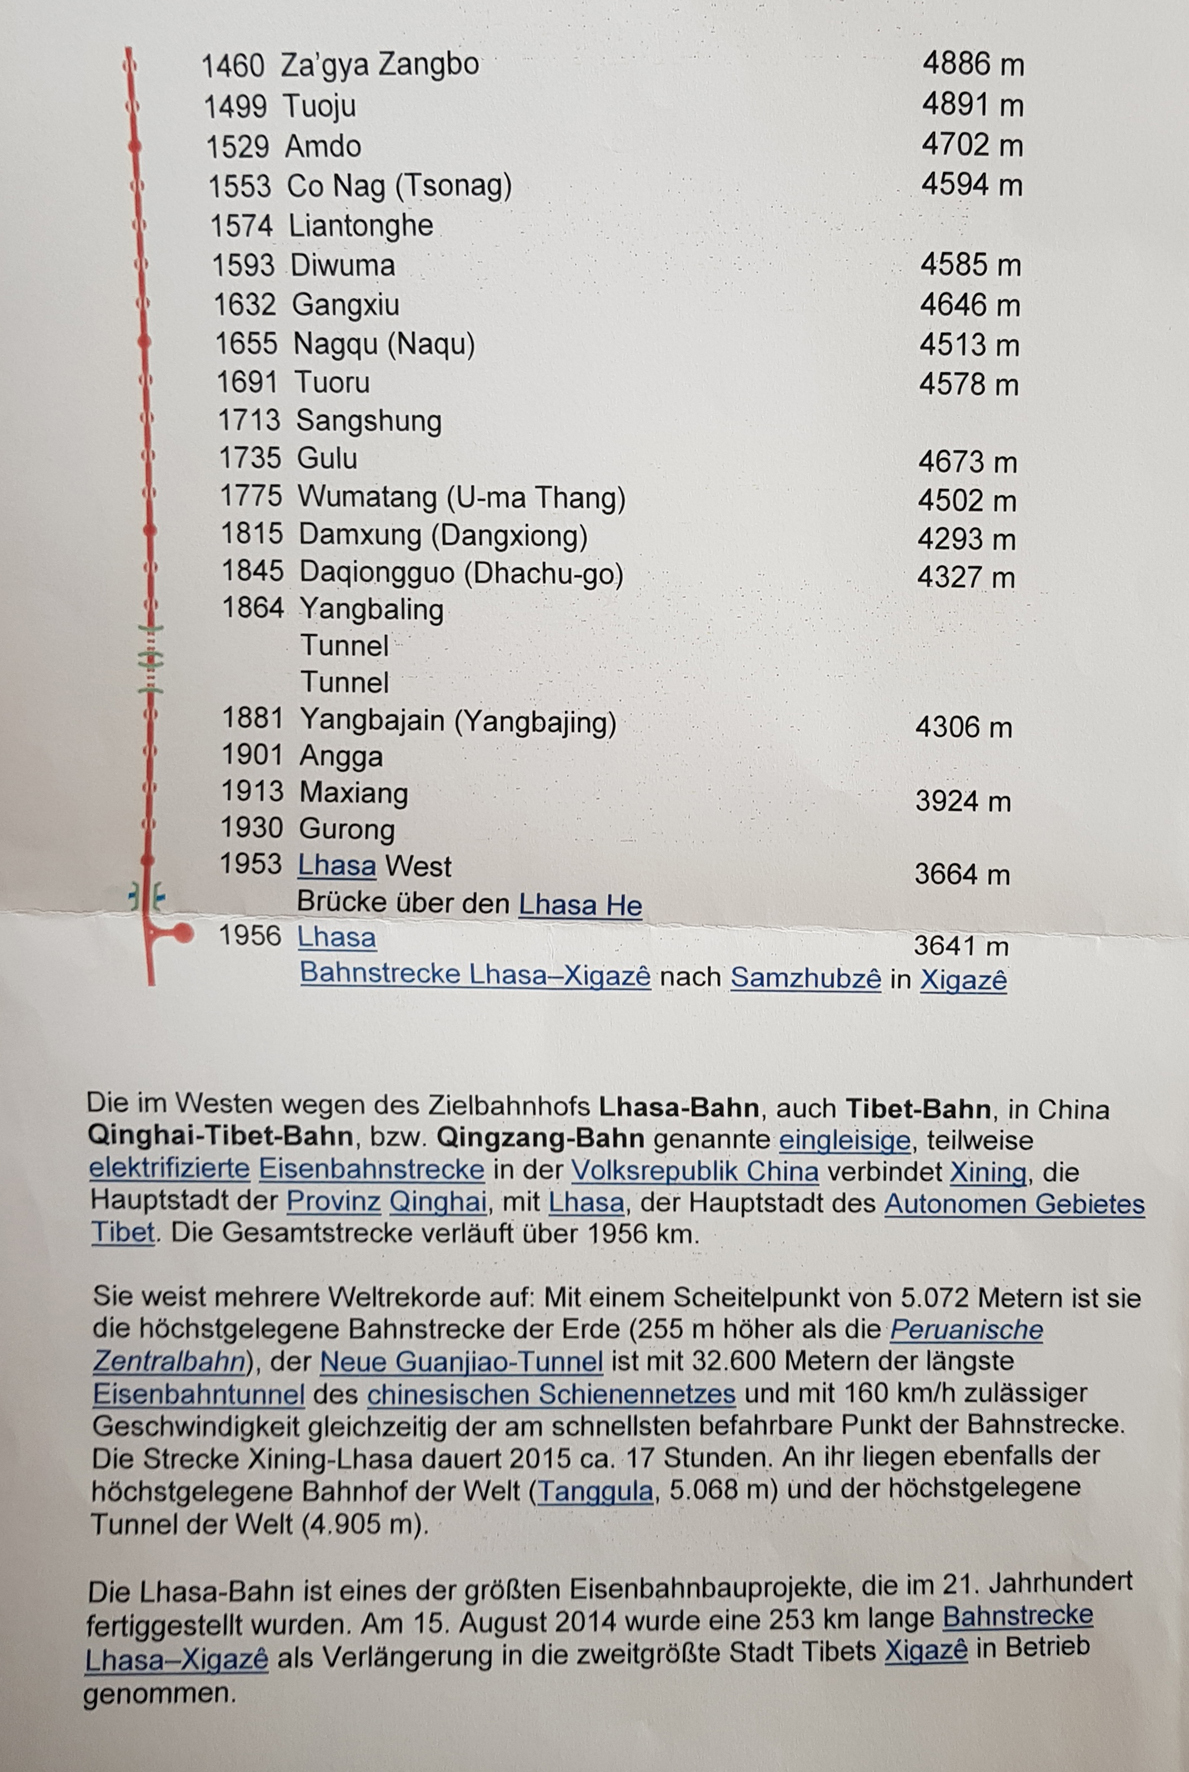 1460 Za'gya Zangbo 4886 m
1499 Tuoju 4891 m
1529 Amdo 4702 m
1553 Co Nag (Tsonag) 4594 m
1574 Liantonghe
1593 Diwuma 4585 m
1632 Gangxiu 4646 m
1655 Nagqu (Naqu) 4513 m
1691 Tuoru 4578 m
1713 Sangshung
1735 Gulu 4673 m
1775 Wumatang (U-ma Thang) 4502 m
1815 Damxung (Dangxiong) 4293 m
1845 Daqiongguo (Dhachu-go) 4327 m
1864 Yangbaling
Tunnel
Tunnel
1881 Yangbajain (Yangbajing) 4306 m
1901 Angga
1913 Maxiang 3924 m
1930 Gurong
1953 Lhasa West 3664 m
Brücke über den Lhasa He
1956 Lhasa 3641 m
Bahnstrecke Lhasa–Xigazê nach Samzhubzê in Xigazê
Die im Westen wegen des Zielbahnhofs Lhasa-Bahn, auch Tibet-Bahn, in China
Qinghai-Tibet-Bahn, bzw. Qingzang-Bahn genannte eingleisige, teilweise
elektrifizierte Eisenbahnstrecke in der Volksrepublik China verbindet Xining, die
Hauptstadt der Provinz Qinghai, mit Lhasa, der Hauptstadt des Autonomen Gebietes
Tibet. Die Gesamtstrecke verläuft über 1956 km.
Sie weist mehrere Weltrekorde auf: Mit einem Scheitelpunkt von 5.072 Metern ist sie
die höchstgelegene Bahnstrecke der Erde (255 m höher als die Peruanische
Zentralbahn), der Neue Guanjiao-Tunnel ist mit 32.600 Metern der längste
Eisenbahntunnel des chinesischen Schienennetzes und mit 160 km/h zulässiger
Geschwindigkeit gleichzeitig der am schnellsten befahrbare Punkt der Bahnstrecke.
Die Strecke Xining-Lhasa dauert 2015 ca. 17 Stunden. An ihr liegen ebenfalls der
höchstgelegene Bahnhof der Welt (Tanggula, 5.068 m) und der höchstgelegene
Tunnel der Welt (4.905 m).
Die Lhasa-Bahn ist eines der größten Eisenbahnbauprojekte, die im 21. Jahrhundert
fertiggestellt wurden. Am 15. August 2014 wurde eine 253 km lange Bahnstrecke
Lhasa–Xigazê als Verlängerung in die zweitgrößte Stadt Tibets Xigazê in Betrieb
genommen.